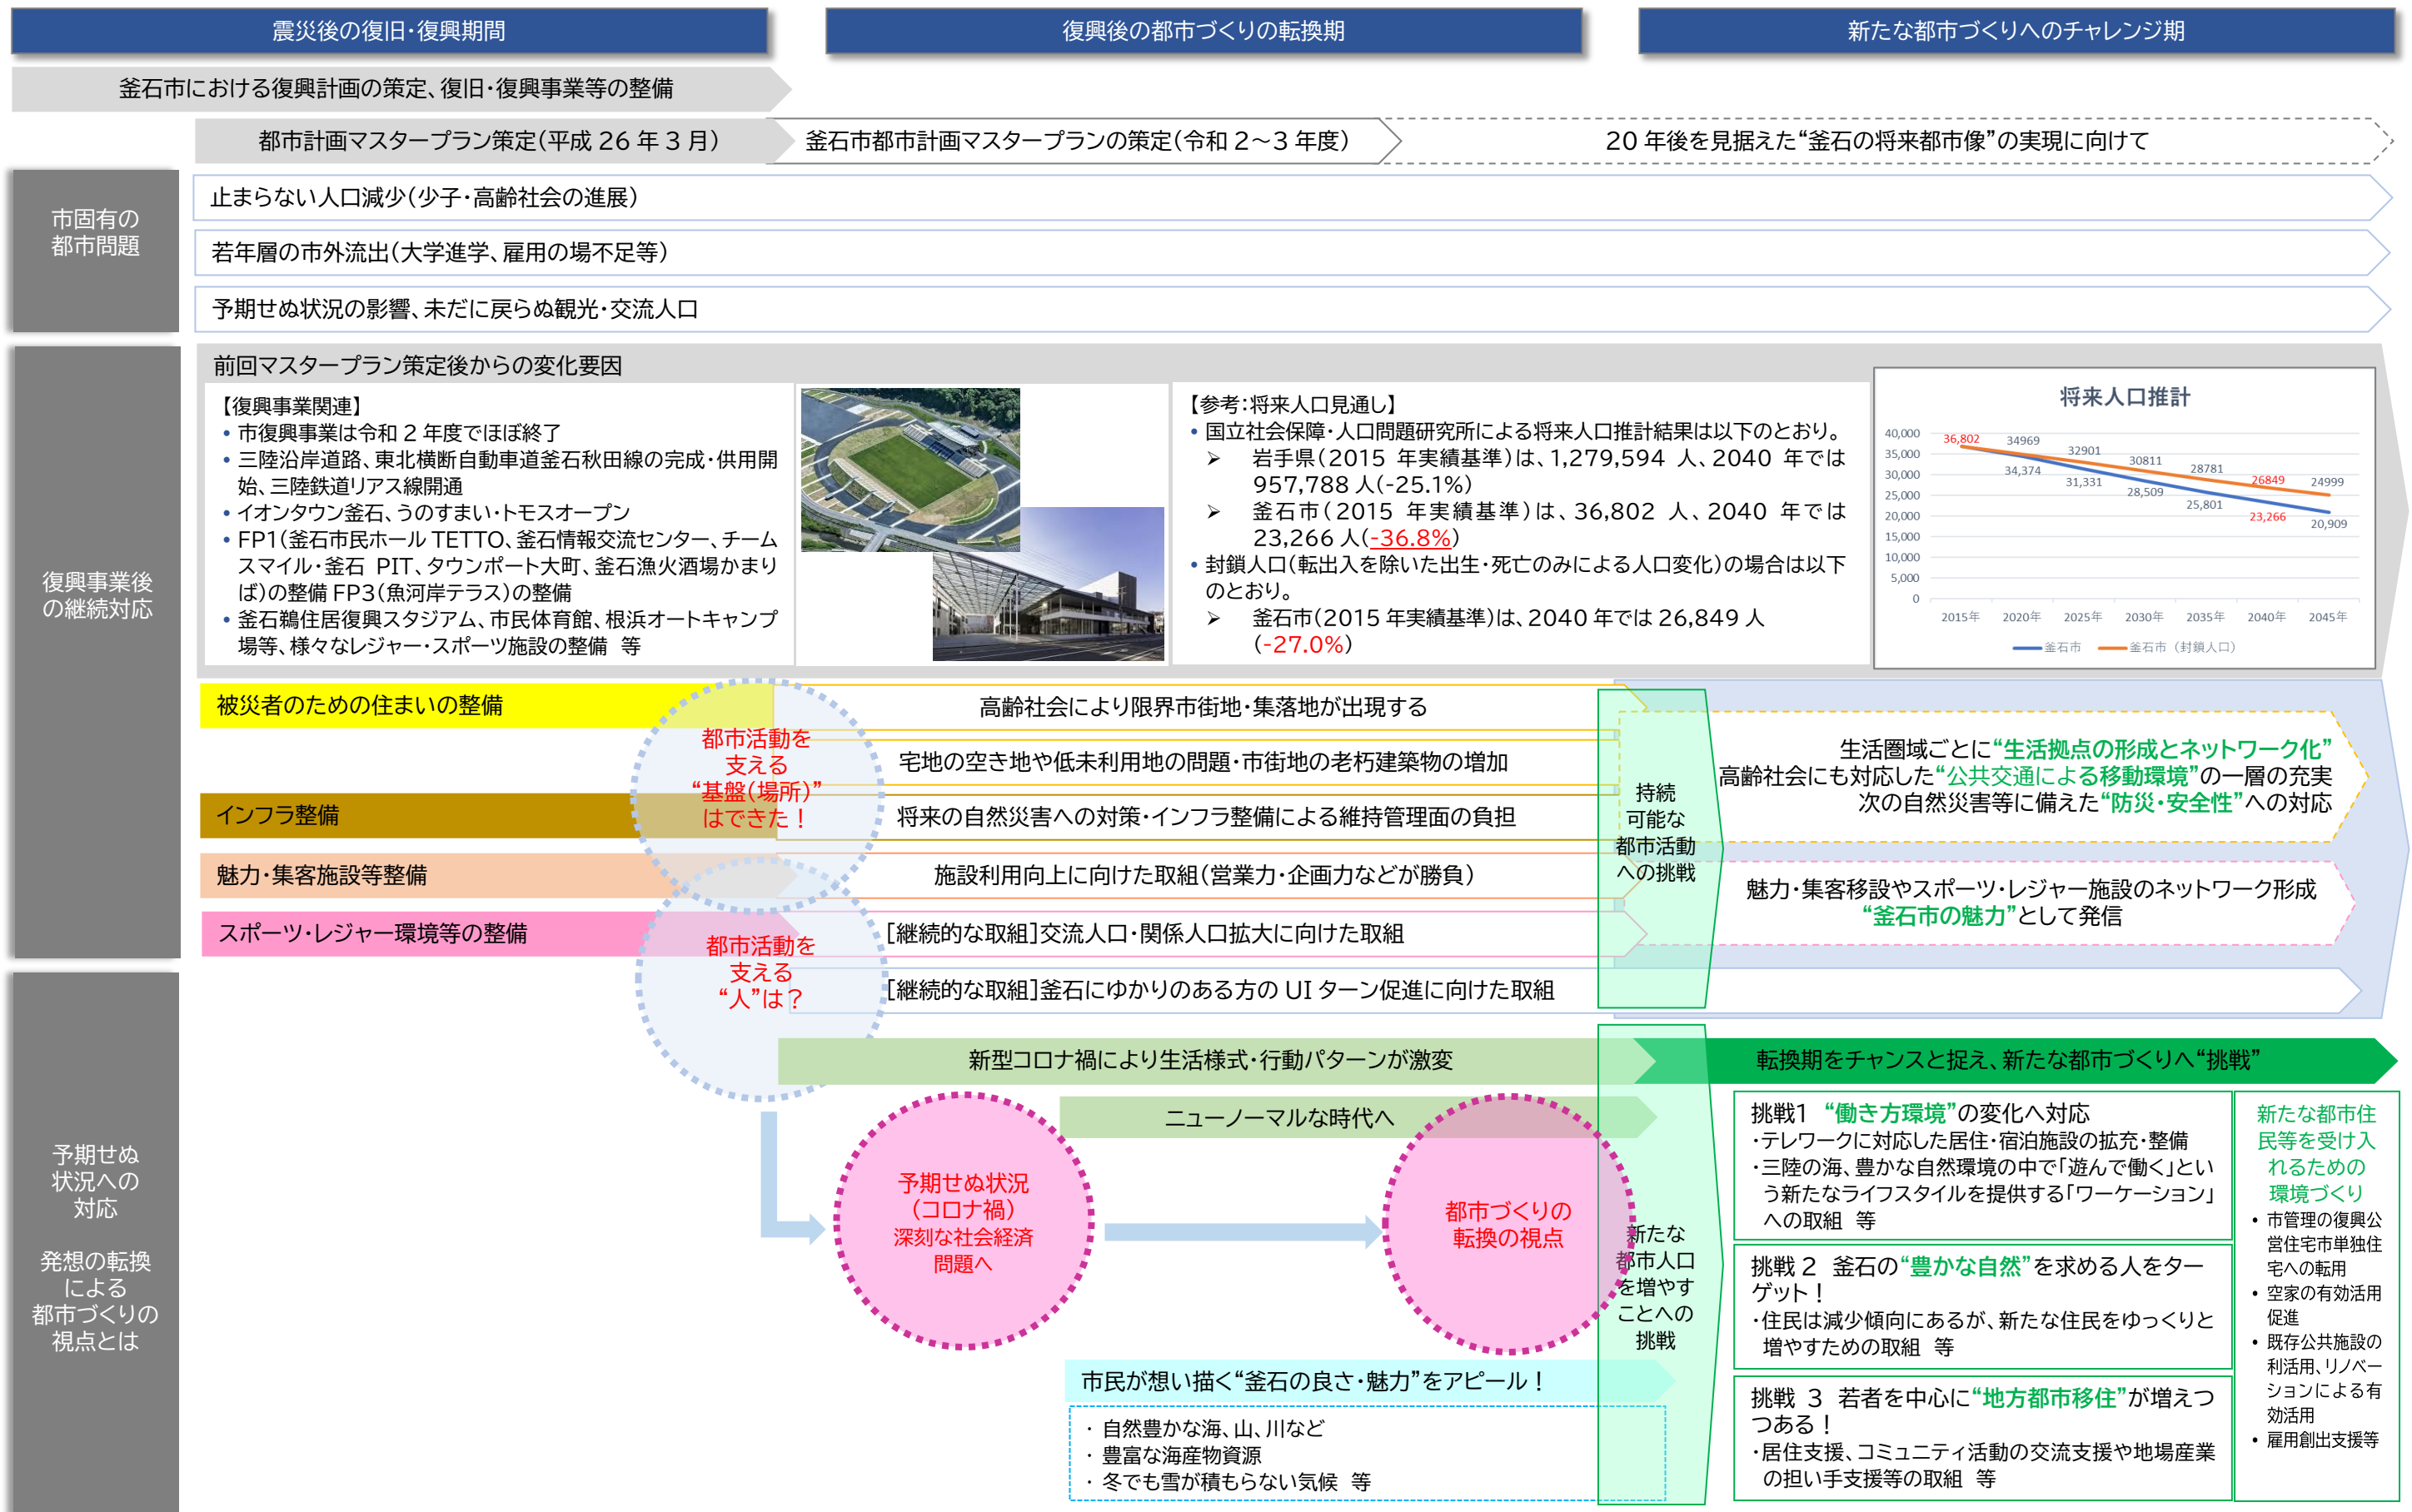 震災後の復旧・復興期間
復興後の都市づくりの転換期
新たな都市づくりへのチャレンジ期
釜石市における復興計画の策定、復旧・復興事業等の整備
都市計画マスタープラン策定(平成 26 年 3 月)
釜石市都市計画マスタープランの策定(令和 2～3 年度)
20 年後を見据えた“釜石の将来都市像”の実現に向けて
市固有の
都市問題
止まらない人口減少(少子・高齢社会の進展)
若年層の市外流出(大学進学、雇用の場不足等)
予期せぬ状況の影響、未だに戻らぬ観光・交流人口
復興事業後
の継続対応
前回マスタープラン策定後からの変化要因
【復興事業関連】
• 市復興事業は令和 2 年度でほぼ終了
• 三陸沿岸道路、東北横断自動車道釜石秋田線の完成・供用開
始、三陸鉄道リアス線開通
• イオンタウン釜石、うのすまい・トモスオープン
• FP1(釜石市民ホール TETTO、釜石情報交流センター、チーム
スマイル・釜石 PIT、タウンポート大町、釜石漁火酒場かまり
ば)の整備 FP3(魚河岸テラス)の整備
• 釜石鵜住居復興スタジアム、市民体育館、根浜オートキャンプ
場等、様々なレジャー・スポーツ施設の整備 等
【参考：将来人口見通し】
• 国立社会保障・人口問題研究所による将来人口推計結果は以下のとおり。
➢ 岩手県(2015 年実績基準)は、1,279,594 人、2040 年では
957,788 人(-25.1%)
➢ 釜石市(2015 年実績基準)は、36,802 人、2040 年では
23,266 人(-36.8%)
• 封鎖人口(転出入を除いた出生・死亡のみによる人口変化)の場合は以下
のとおり。
➢ 釜石市(2015 年実績基準)は、2040 年では 26,849 人
(-27.0%)
将来人口推計
40,000
35,000
30,000
25,000
20,000
15,000
10,000
5,000
0
36,802
34969
32901
30811
28781
26849
24999
34,374
31,331
28,509
25,801
23,266
20,909
2015年 2020年 2025年 2030年 2035年 2040年 2045年
釜石市 釜石市（封鎖人口）
被災者のための住まいの整備
インフラ整備
魅力・集客施設等整備
スポーツ・レジャー環境等の整備
都市活動を
支える
“基盤(場所)”
はできた！
都市活動を
支える
“人”は？
高齢社会により限界市街地・集落地が出現する
宅地の空き地や低未利用地の問題・市街地の老朽建築物の増加
将来の自然災害への対策・インフラ整備による維持管理面の負担
施設利用向上に向けた取組(営業力・企画力などが勝負)
[継続的な取組]交流人口・関係人口拡大に向けた取組
[継続的な取組]釜石にゆかりのある方の UI ターン促進に向けた取組
持続
可能な
都市活動
への挑戦
生活圏域ごとに“生活拠点の形成とネットワーク化”
高齢社会にも対応した“公共交通による移動環境”の一層の充実
次の自然災害等に備えた“防災・安全性”への対応
魅力・集客移設やスポーツ・レジャー施設のネットワーク形成
“釜石市の魅力”として発信
予期せぬ
状況への
対応
発想の転換
による
都市づくりの
視点とは
新型コロナ禍により生活様式・行動パターンが激変
転換期をチャンスと捉え、新たな都市づくりへ“挑戦”
ニューノーマルな時代へ
予期せぬ状況
(コロナ禍)
深刻な社会経済
問題へ
都市づくりの
転換の視点
新たな
都市人口
を増やす
ことへの
挑戦
市民が想い描く“釜石の良さ・魅力”をアピール！
・ 自然豊かな海、山、川など
・ 豊富な海産物資源
・ 冬でも雪が積もらない気候 等
挑戦1 “働き方環境”の変化へ対応
・テレワークに対応した居住・宿泊施設の拡充・整備
・三陸の海、豊かな自然環境の中で「遊んで働く」とい
う新たなライフスタイルを提供する「ワーケーション」
への取組 等
挑戦 2 釜石の“豊かな自然”を求める人をター
ゲット！
・住民は減少傾向にあるが、新たな住民をゆっくりと
増やすための取組 等
挑戦 3 若者を中心に“地方都市移住”が増えつ
つある！
・居住支援、コミュニティ活動の交流支援や地場産業
の担い手支援等の取組 等
新たな都市住
民等を受け入
れるための
環境づくり
• 市管理の復興公
営住宅市単独住
宅への転用
• 空家の有効活用
促進
• 既存公共施設の
利活用、リノベー
ションによる有
効活用
• 雇用創出支援等